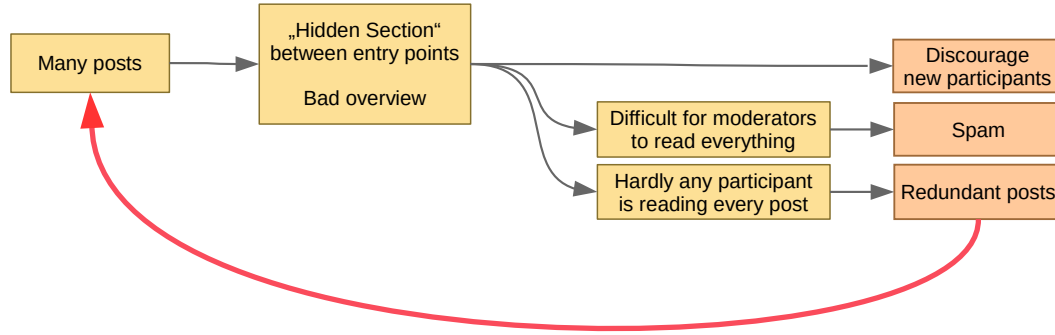 Many posts
„Hidden Section“
between entry points
Bad overview
Discourage
new participants
Difficult for moderators
to read everything
Spam
Hardly any participant
is reading every post
Redundant posts